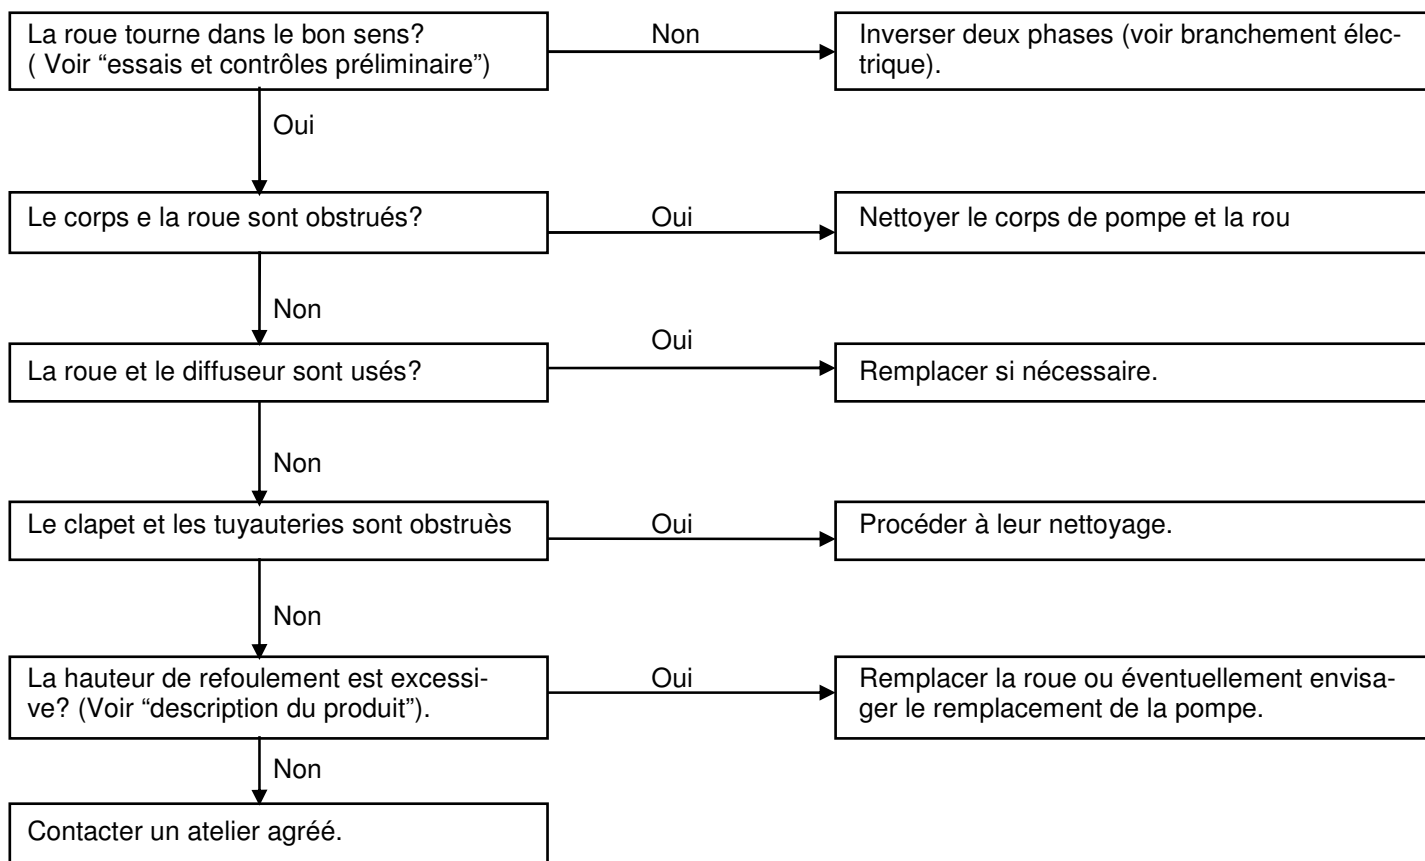 La roue tourne dans le bon sens?
( Voir “essais et contrôles préliminaire”)
Non
Inverser deux phases (voir branchement élec-
trique).
Oui
Le corps e la roue sont obstrués?
Oui
Nettoyer le corps de pompe et la rou
Non
La roue et le diffuseur sont usés?
Oui
Remplacer si nécessaire.
Non
Le clapet et les tuyauteries sont obstruès
Oui
Procéder à leur nettoyage.
Non
La hauteur de refoulement est excessi-
ve? (Voir “description du produit”).
Oui
Remplacer la roue ou éventuellement envisa-
ger le remplacement de la pompe.
Non
Contacter un atelier agréé.